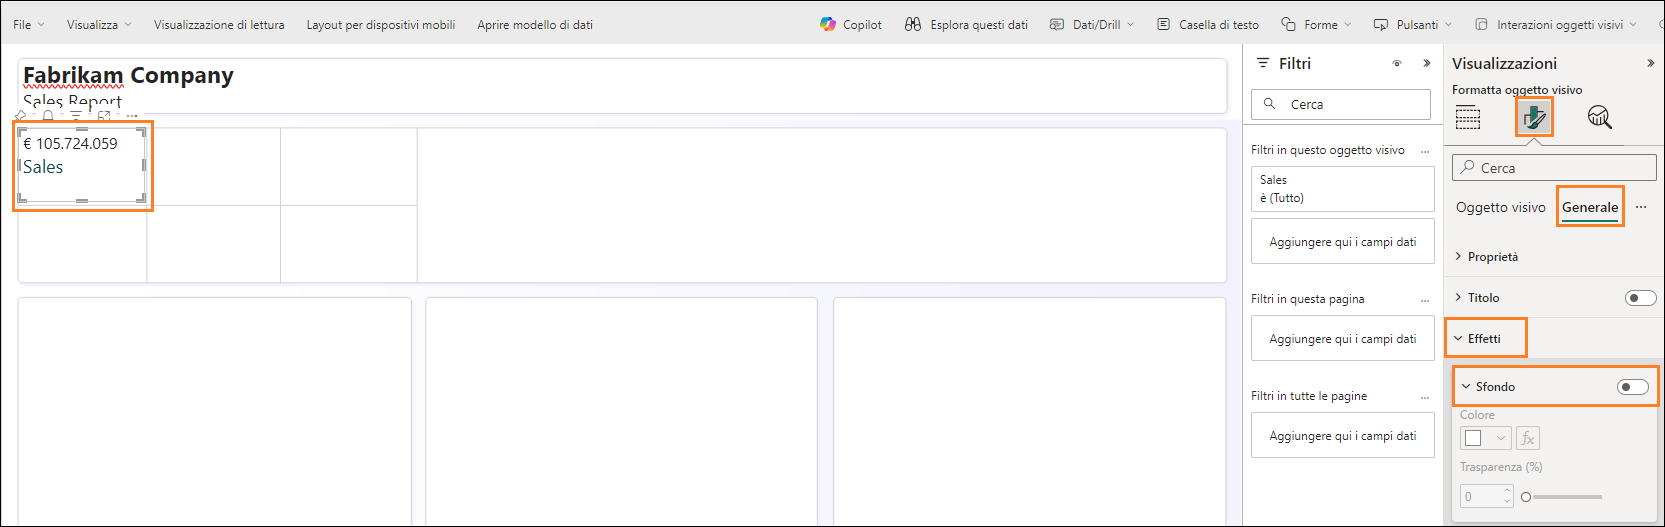 File Visualizza Visualizzazione di lettura Layout per dispositivi mobili Aprire modello di dati Copilot Esplora questi dati Dati/Drill Casella di testo Forme Pulsanti Interazioni oggetti visivi
Fabrikam Company
Sales Report
€ 105.724.059
Sales
Filtri
Cerca
Filtri in questo oggetto visivo ...
Sales
è (Tutto)
Aggiungere qui i campi dati
Filtri in questa pagina ...
Aggiungere qui i campi dati
Filtri in tutte le pagine ...
Aggiungere qui i campi dati
Visualizzazioni
Formatta oggetto visivo
Cerca
Oggetto visivo Generale ...
Proprietà
Titolo
Effetti
Sfondo
Colore
fx
Trasparenza (%)
0